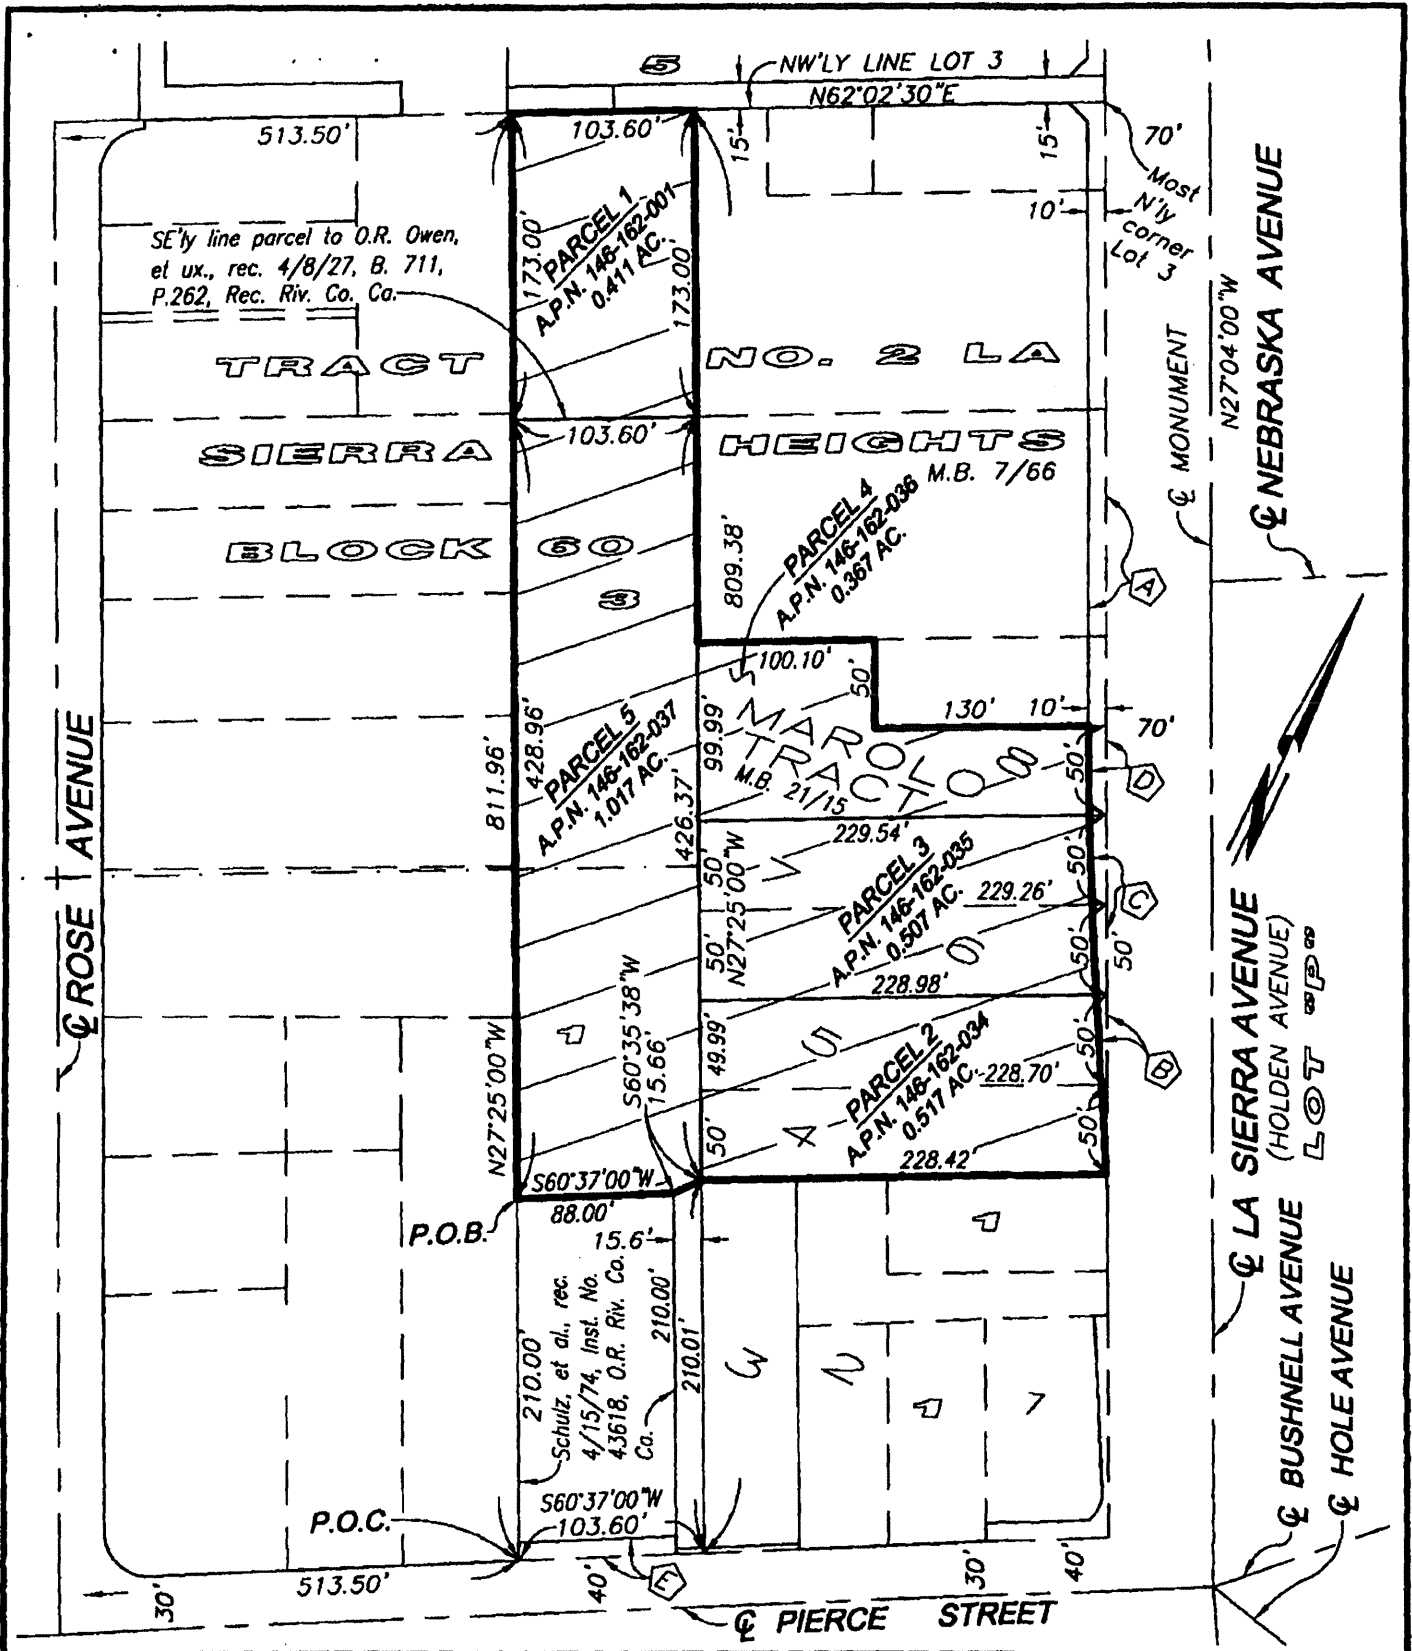 5
NW'LY LINE LOT 3
N62°02'30"E
513.50'
103.60'
15'
15'
70'
Most
N'ly
corner
Lot 3
10'
SE'ly line parcel to O.R. Owen,
et ux., rec. 4/8/27, B. 711,
P.262, Rec. Riv. Co. Ca.
173.00'
PARCEL 1
A.P.N. 146-162-001
0.411 AC.
173.00'
N27°04'00"W
℄ MONUMENT
℄ NEBRASKA AVENUE
TRACT NO. 2 LA
SIERRA HEIGHTS
103.60'
M.B. 7/66
BLOCK 60
3
809.38'
PARCEL 4
A.P.N. 146-162-036
0.367 AC.
A
100.10'
50'
130'
10'
70'
MAROL
TRACT
M.B. 21/15
8
50'
D
99.99'
811.96'
428.96'
PARCEL 5
A.P.N. 146-162-037
1.017 AC.
426.37'
229.54'
50'
N27°25'00"W
50'
7
PARCEL 3
A.P.N. 146-162-035
0.507 AC.
229.26'
50'
C
50'
50'
6
228.98'
℄ ROSE AVENUE
N27°25'00"W
1
S60°35'38"W
15.66'
49.99'
5
PARCEL 2
A.P.N. 146-162-034
0.517 AC.
228.70'
50'
B
50'
4
50'
228.42'
℄ LA SIERRA AVENUE
(HOLDEN AVENUE)
LOT "P"
S60°37'00"W
88.00'
P.O.B.
15.6'
1
210.00'
Schulz, et al., rec.
4/15/74, Inst. No.
43618, O.R. Riv. Co.
Ca.
210.00'
210.01'
3
2
1
7
℄ BUSHNELL AVENUE
℄ HOLE AVENUE
P.O.C.
S60°37'00"W
103.60'
513.50'
30'
40'
E
30'
40'
℄ PIERCE STREET